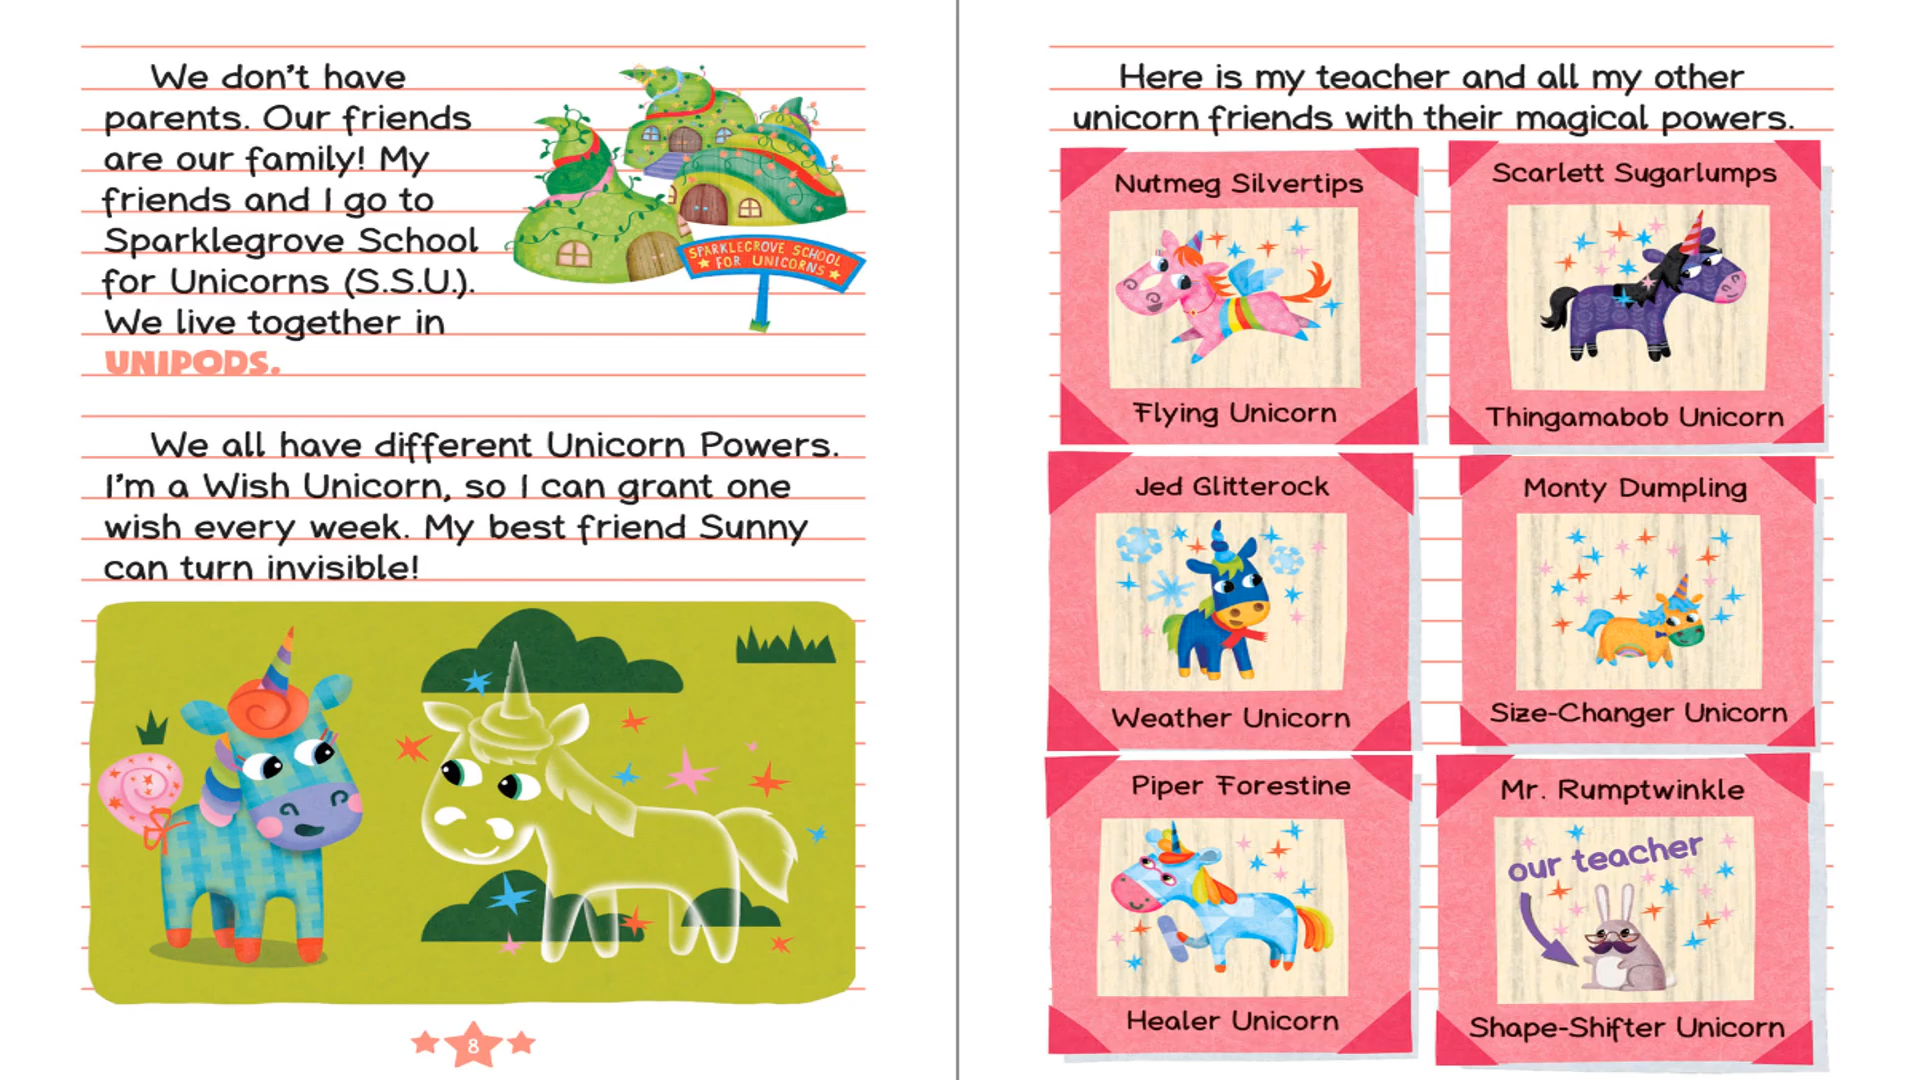 We don't have
parents. Our friends
are our family! My
friends and I go to
Sparklegrove School
for Unicorns (S.S.U.).
We live together in
UNIPODS.
SPARKLEGROVE SCHOOL
FOR UNICORNS
We all have different Unicorn Powers.
I'm a Wish Unicorn, so I can grant one
wish every week. My best friend Sunny
can turn invisible!
8
Here is my teacher and all my other
unicorn friends with their magical powers.
Nutmeg Silvertips
Flying Unicorn
Scarlett Sugarlumps
Thingamabob Unicorn
Jed Glitterock
Weather Unicorn
Monty Dumpling
Size-Changer Unicorn
Piper Forestine
Healer Unicorn
Mr. Rumptwinkle
our teacher
Shape-Shifter Unicorn